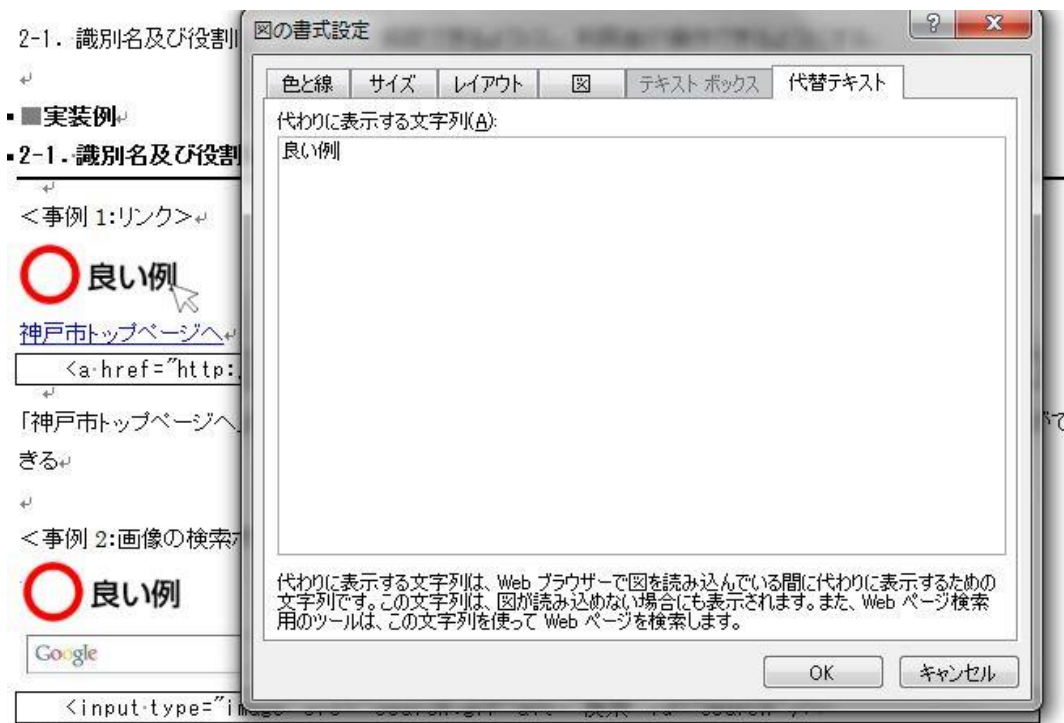 2-1. 識別名及び役割
図の書式設定
色と線 サイズ レイアウト 図 テキスト ボックス 代替テキスト
■実装例
代わりに表示する文字列(A):
2-1. 識別名及び役割
良い例
＜事例 1:リンク＞
良い例
神戸市トップページへ
<a href="http:
「神戸市トップページへ
きる
＜事例 2:画像の検索
良い例
代わりに表示する文字列は、Web ブラウザーで図を読み込んでいる間に代わりに表示するための
文字列です。この文字列は、図が読み込めない場合にも表示されます。また、Web ページ検索
用のツールは、この文字列を使って Web ページを検索します。
Google
OK キャンセル
<input type="image